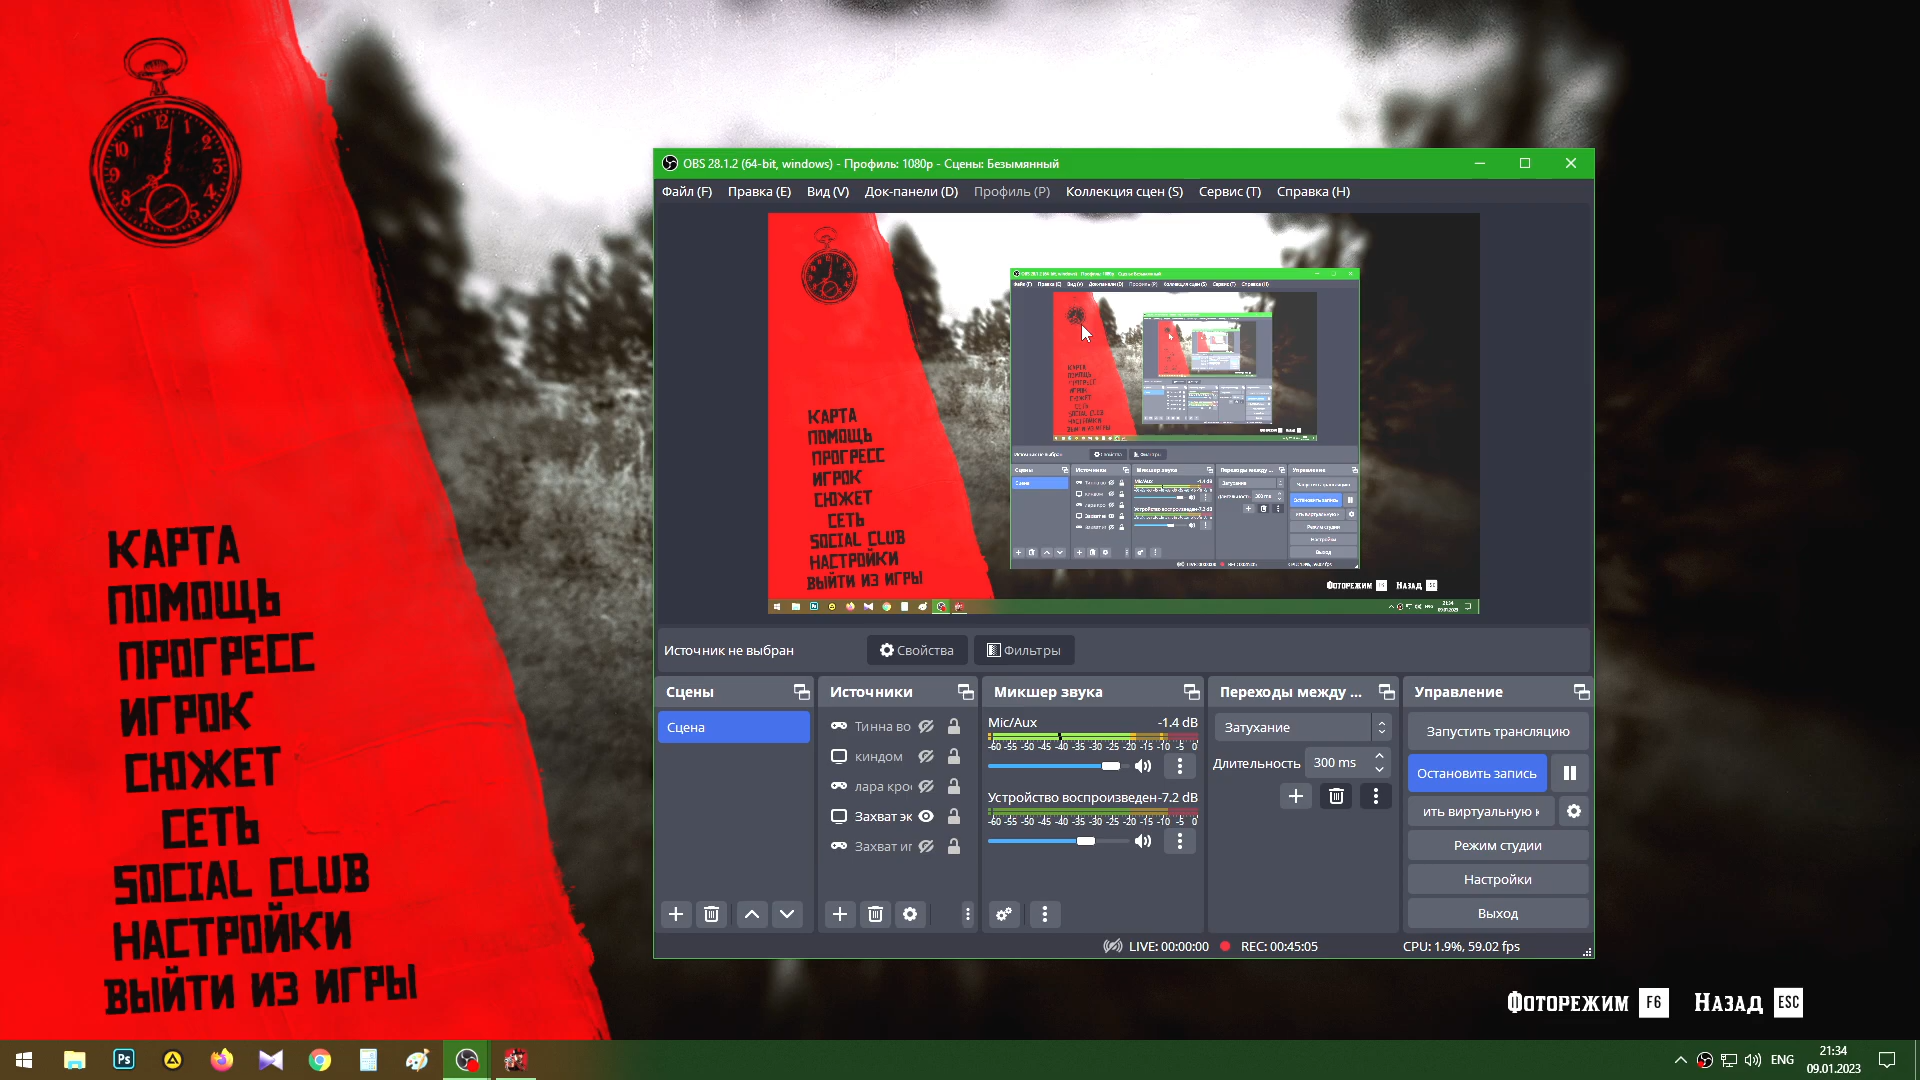 КАРТА
ПОМОЩЬ
ПРОГРЕСС
ИГРОК
СЮЖЕТ
СЕТЬ
SOCIAL CLUB
НАСТРОЙКИ
ВЫЙТИ ИЗ ИГРЫ
OBS 28.1.2 (64-bit, windows) - Профиль: 1080p - Сцены: Безымянный
Файл (F) Правка (E) Вид (V) Док-панели (D) Профиль (P) Коллекция сцен (S) Сервис (T) Справка (H)
КАРТА
ПОМОЩЬ
ПРОГРЕСС
ИГРОК
СЮЖЕТ
СЕТЬ
SOCIAL CLUB
НАСТРОЙКИ
ВЫЙТИ ИЗ ИГРЫ
Фоторежим F6 Назад ESC
Источник не выбран Свойства Фильтры
Сцены
Сцена
Источники
Тинна во
киндом
лара кро
Захват эк
Захват иг
Микшер звука
Mic/Aux -1.4 dB
-60 -55 -50 -45 -40 -35 -30 -25 -20 -15 -10 -5 0
Устройство воспроизведен -7.2 dB
-60 -55 -50 -45 -40 -35 -30 -25 -20 -15 -10 -5 0
Переходы между ...
Затухание
Длительность 300 ms
Управление
Запустить трансляцию
Остановить запись
ить виртуальную к
Режим студии
Настройки
Выход
LIVE: 00:00:00 REC: 00:45:05 CPU: 1.9%, 59.02 fps
Фоторежим F6 Назад ESC
Ps
ENG
21:34
09.01.2023